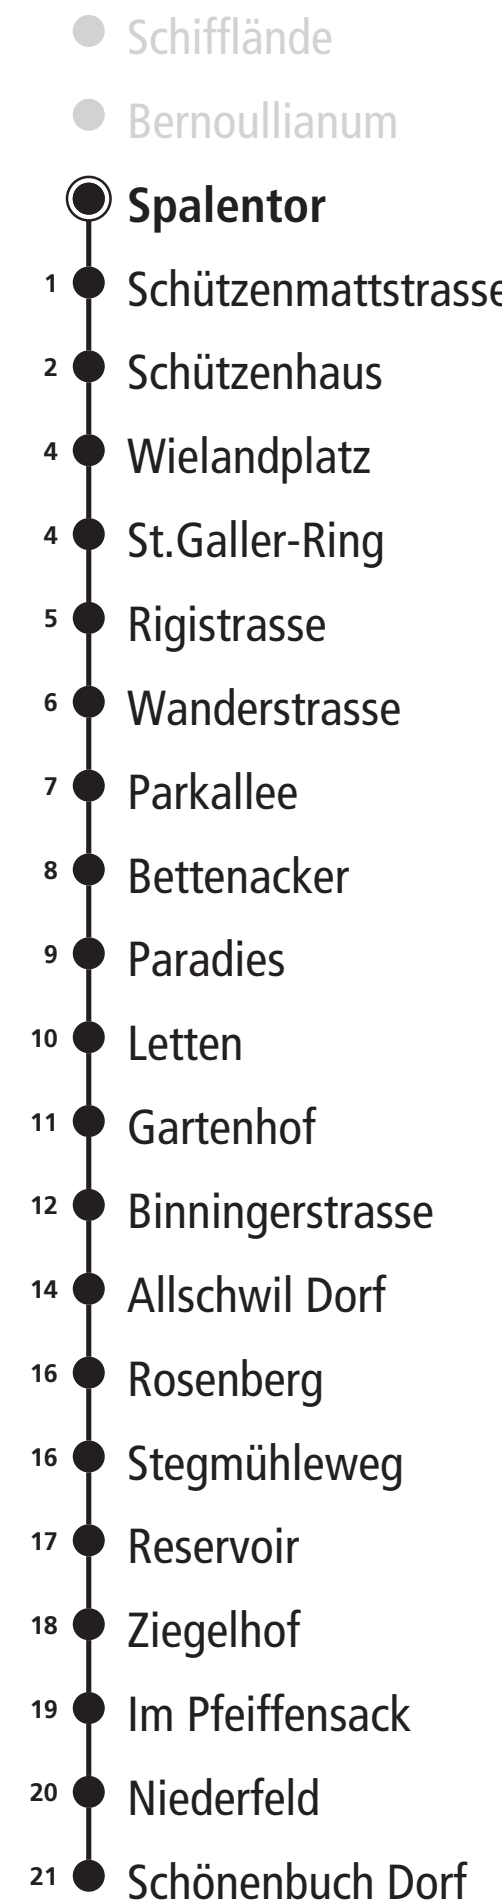 Schifflände
Bernoullianum
Spalentor
1 Schützenmattstrasse
2 Schützenhaus
4 Wielandplatz
4 St.Galler-Ring
5 Rigistrasse
6 Wanderstrasse
7 Parkallee
8 Bettenacker
9 Paradies
10 Letten
11 Gartenhof
12 Binningerstrasse
14 Allschwil Dorf
16 Rosenberg
16 Stegmühleweg
17 Reservoir
18 Ziegelhof
19 Im Pfeiffensack
20 Niederfeld
21 Schönenbuch Dorf